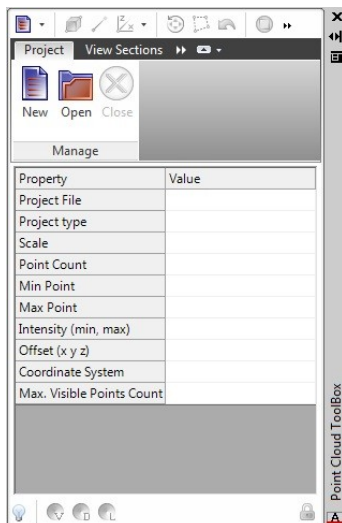 Project View Sections
New Open Close
Manage
Property Value
Project File
Project type
Scale
Point Count
Min Point
Max Point
Intensity (min, max)
Offset (x y z)
Coordinate System
Max. Visible Points Count
V D L
Point Cloud ToolBox